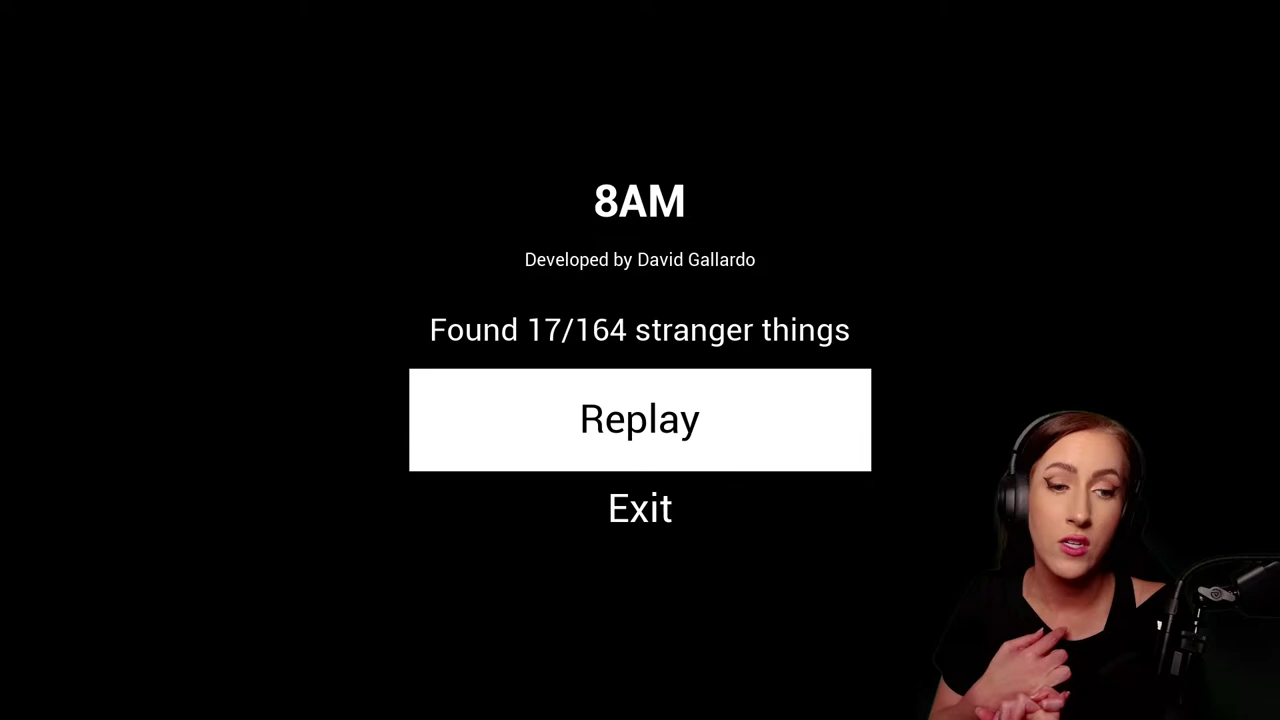 8AM
Developed by David Gallardo
Found 17/164 stranger things
Replay
Exit